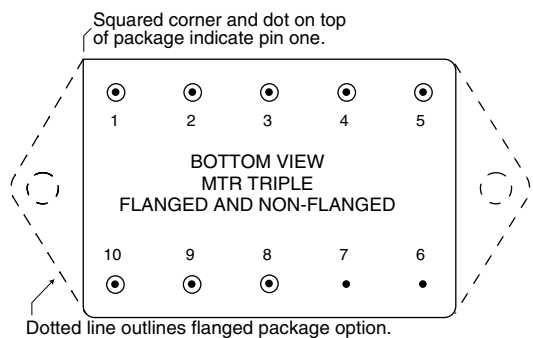 Squared corner and dot on top
of package indicate pin one.
1 2 3 4 5
BOTTOM VIEW
MTR TRIPLE
FLANGED AND NON-FLANGED
10 9 8 7 6
Dotted line outlines flanged package option.